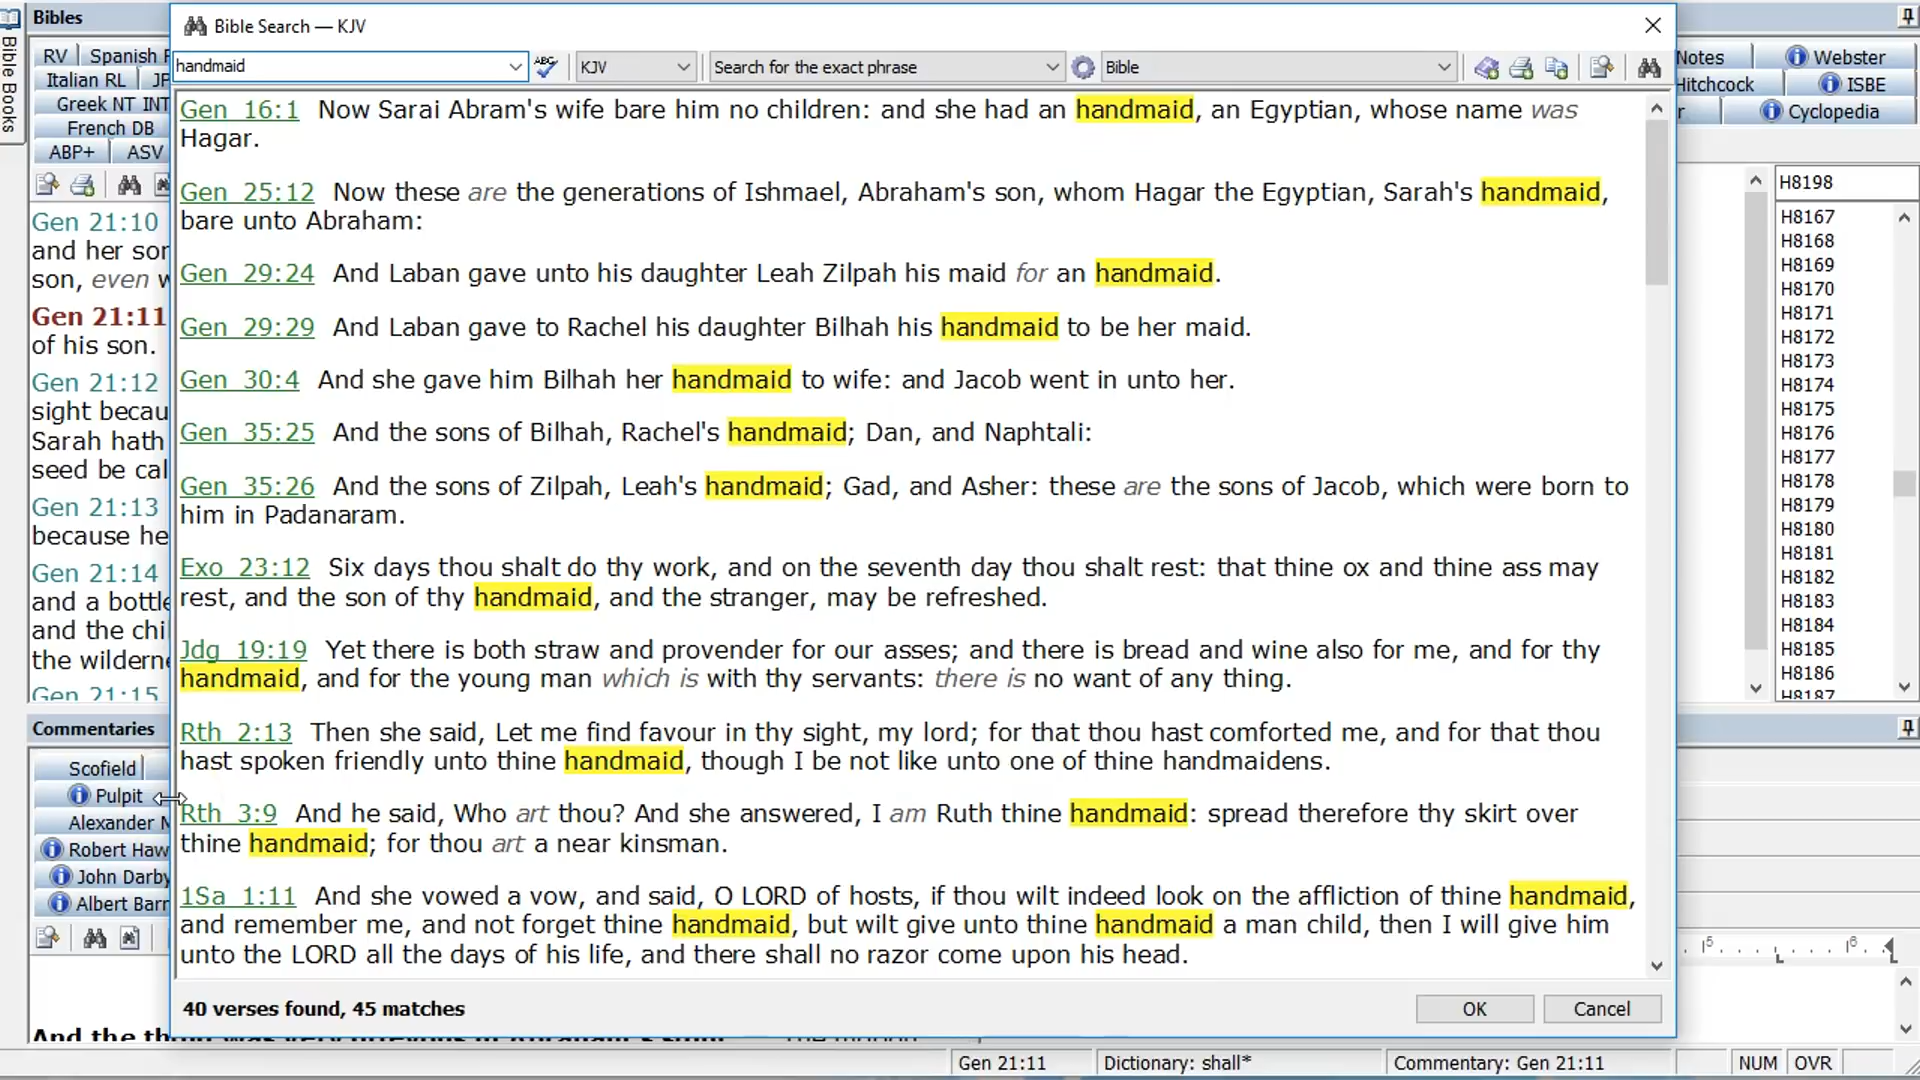 Bibles
Bible Books
RV
Spanish
Italian RL
Greek NT INT
French DB
ABP+
ASV
Gen 21:10
and her
son, even
Gen 21:11
of his son.
Gen 21:12
sight
Sarah hath
seed be
Gen 21:13
because he
Gen 21:14
and a
and the
the
Gen 21:15
Bible Search — KJV
handmaid
KJV
Search for the exact phrase
Bible
Gen 16:1 Now Sarai Abram's wife bare him no children: and she had an handmaid, an Egyptian, whose name was
Hagar.
Gen 25:12 Now these are the generations of Ishmael, Abraham's son, whom Hagar the Egyptian, Sarah's handmaid,
bare unto Abraham:
Gen 29:24 And Laban gave unto his daughter Leah Zilpah his maid for an handmaid.
Gen 29:29 And Laban gave to Rachel his daughter Bilhah his handmaid to be her maid.
Gen 30:4 And she gave him Bilhah her handmaid to wife: and Jacob went in unto her.
Gen 35:25 And the sons of Bilhah, Rachel's handmaid; Dan, and Naphtali:
Gen 35:26 And the sons of Zilpah, Leah's handmaid; Gad, and Asher: these are the sons of Jacob, which were born to
him in Padanaram.
Exo 23:12 Six days thou shalt do thy work, and on the seventh day thou shalt rest: that thine ox and thine ass may
rest, and the son of thy handmaid, and the stranger, may be refreshed.
Jdg 19:19 Yet there is both straw and provender for our asses; and there is bread and wine also for me, and for thy
handmaid, and for the young man which is with thy servants: there is no want of any thing.
Rth 2:13 Then she said, Let me find favour in thy sight, my lord; for that thou hast comforted me, and for that thou
hast spoken friendly unto thine handmaid, though I be not like unto one of thine handmaidens.
Rth 3:9 And he said, Who art thou? And she answered, I am Ruth thine handmaid: spread therefore thy skirt over
thine handmaid; for thou art a near kinsman.
1Sa 1:11 And she vowed a vow, and said, O LORD of hosts, if thou wilt indeed look on the affliction of thine handmaid,
and remember me, and not forget thine handmaid, but wilt give unto thine handmaid a man child, then I will give him
unto the LORD all the days of his life, and there shall no razor come upon his head.
40 verses found, 45 matches
OK
Cancel
Notes
Webster
Hitchcock
ISBE
Cyclopedia
H8198
H8167
H8168
H8169
H8170
H8171
H8172
H8173
H8174
H8175
H8176
H8177
H8178
H8179
H8180
H8181
H8182
H8183
H8184
H8185
H8186
H8187
Commentaries
Scofield
Pulpit
Alexander
Robert
John Darby
Albert
5 6
Gen 21:11
Dictionary: shall*
Commentary: Gen 21:11
NUM
OVR